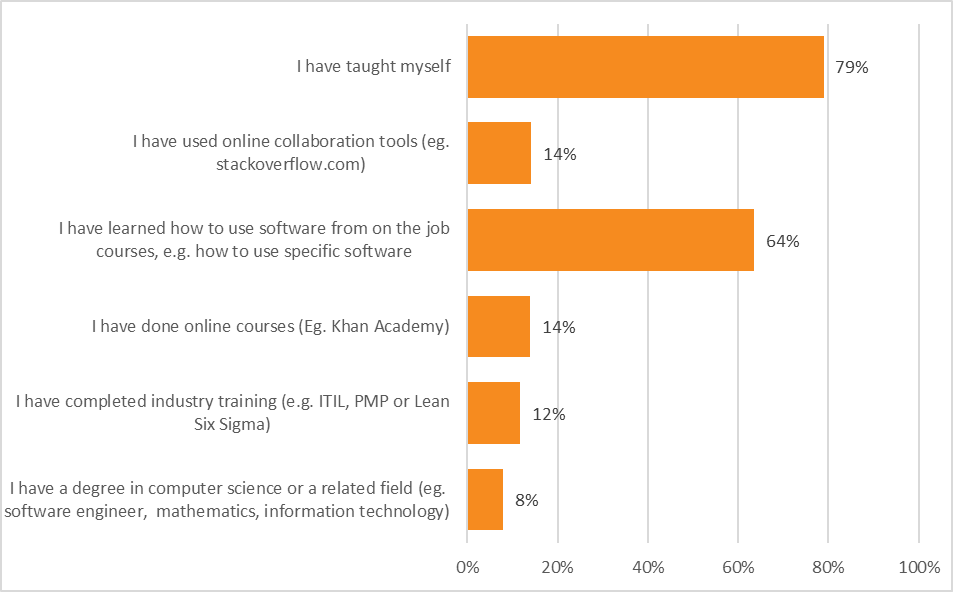 I have taught myself
79%
I have used online collaboration tools (eg.
stackoverflow.com)
14%
I have learned how to use software from on the job
courses, e.g. how to use specific software
64%
I have done online courses (Eg. Khan Academy)
14%
I have completed industry training (e.g. ITIL, PMP or Lean
Six Sigma)
12%
I have a degree in computer science or a related field (eg.
software engineer,  mathematics, information technology)
8%
0% 20% 40% 60% 80% 100%